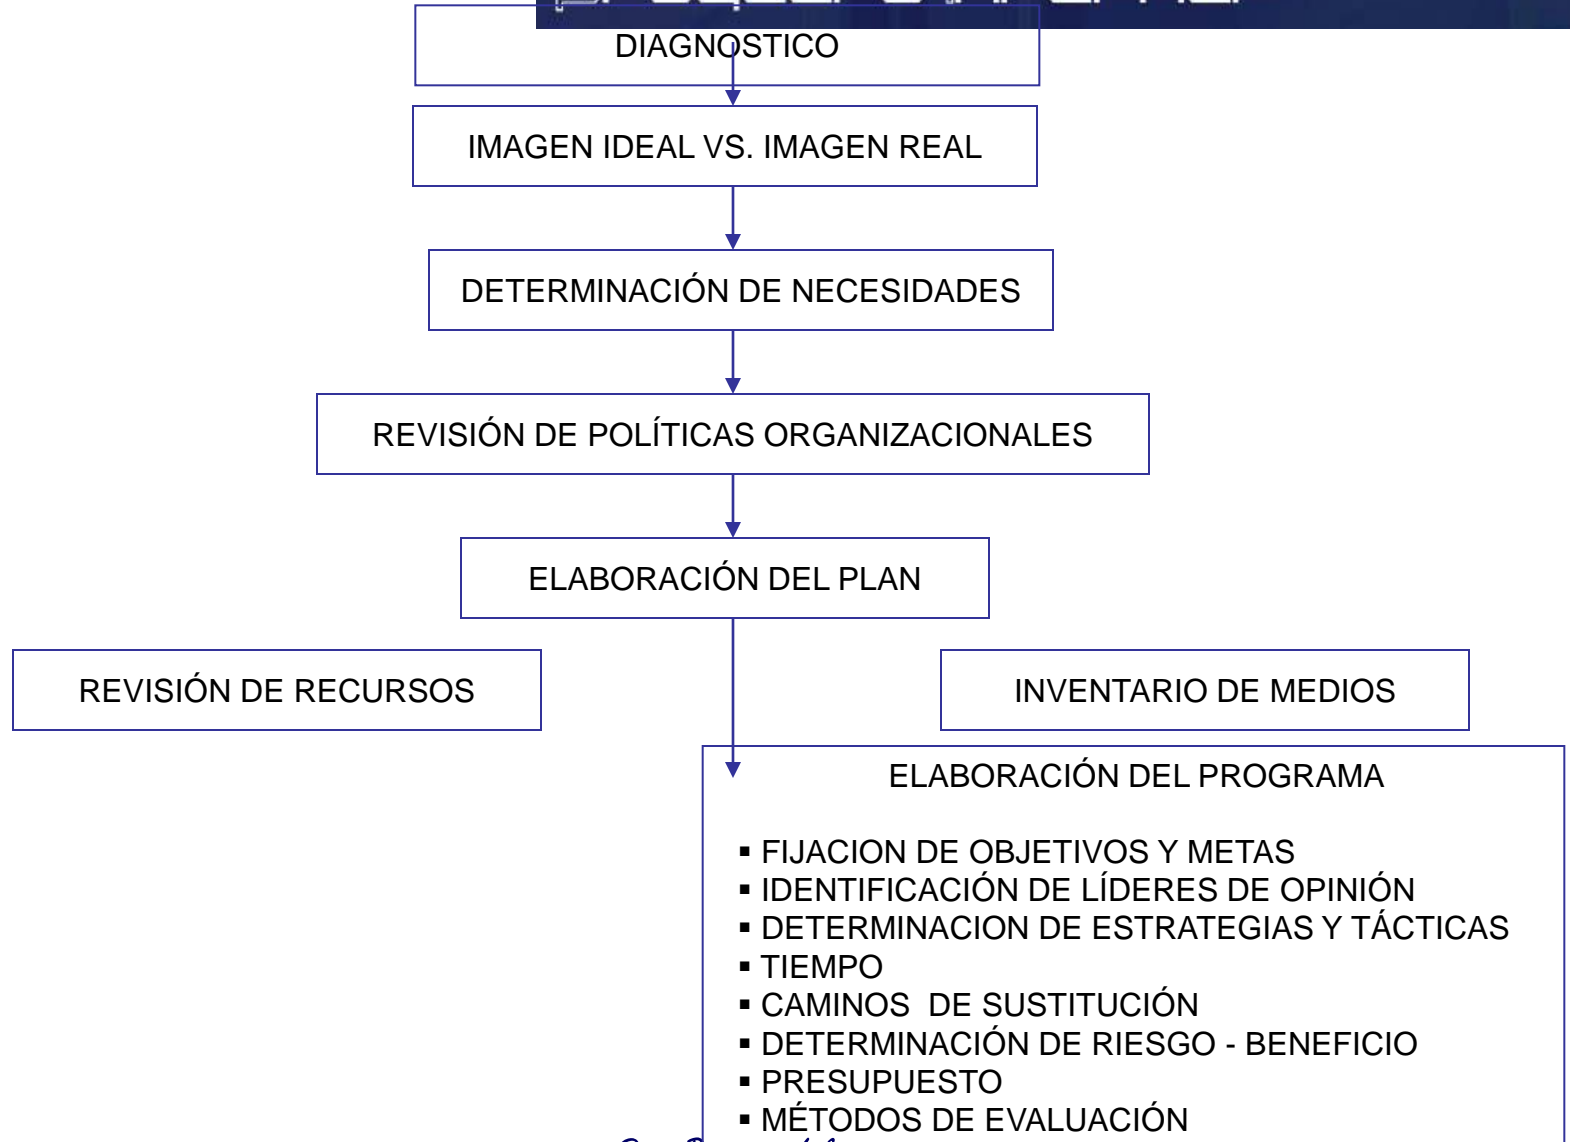 DIAGNOSTICO
IMAGEN IDEAL VS. IMAGEN REAL
DETERMINACIÓN DE NECESIDADES
REVISIÓN DE POLÍTICAS ORGANIZACIONALES
ELABORACIÓN DEL PLAN
REVISIÓN DE RECURSOS
INVENTARIO DE MEDIOS
ELABORACIÓN DEL PROGRAMA
▪ FIJACION DE OBJETIVOS Y METAS
▪ IDENTIFICACIÓN DE LÍDERES DE OPINIÓN
▪ DETERMINACION DE ESTRATEGIAS Y TÁCTICAS
▪ TIEMPO
▪ CAMINOS DE SUSTITUCIÓN
▪ DETERMINACIÓN DE RIESGO - BENEFICIO
▪ PRESUPUESTO
▪ MÉTODOS DE EVALUACIÓN